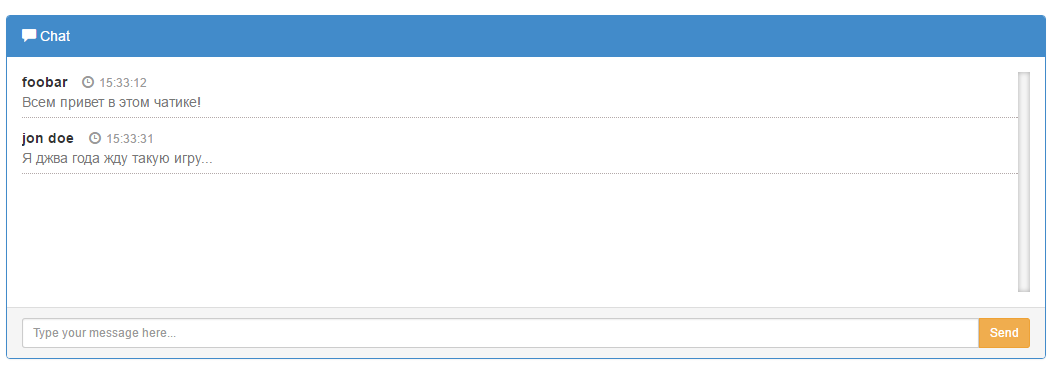 Chat
foobar 15:33:12
Всем привет в этом чатике!
jon doe 15:33:31
Я джва года жду такую игру...
Type your message here...
Send